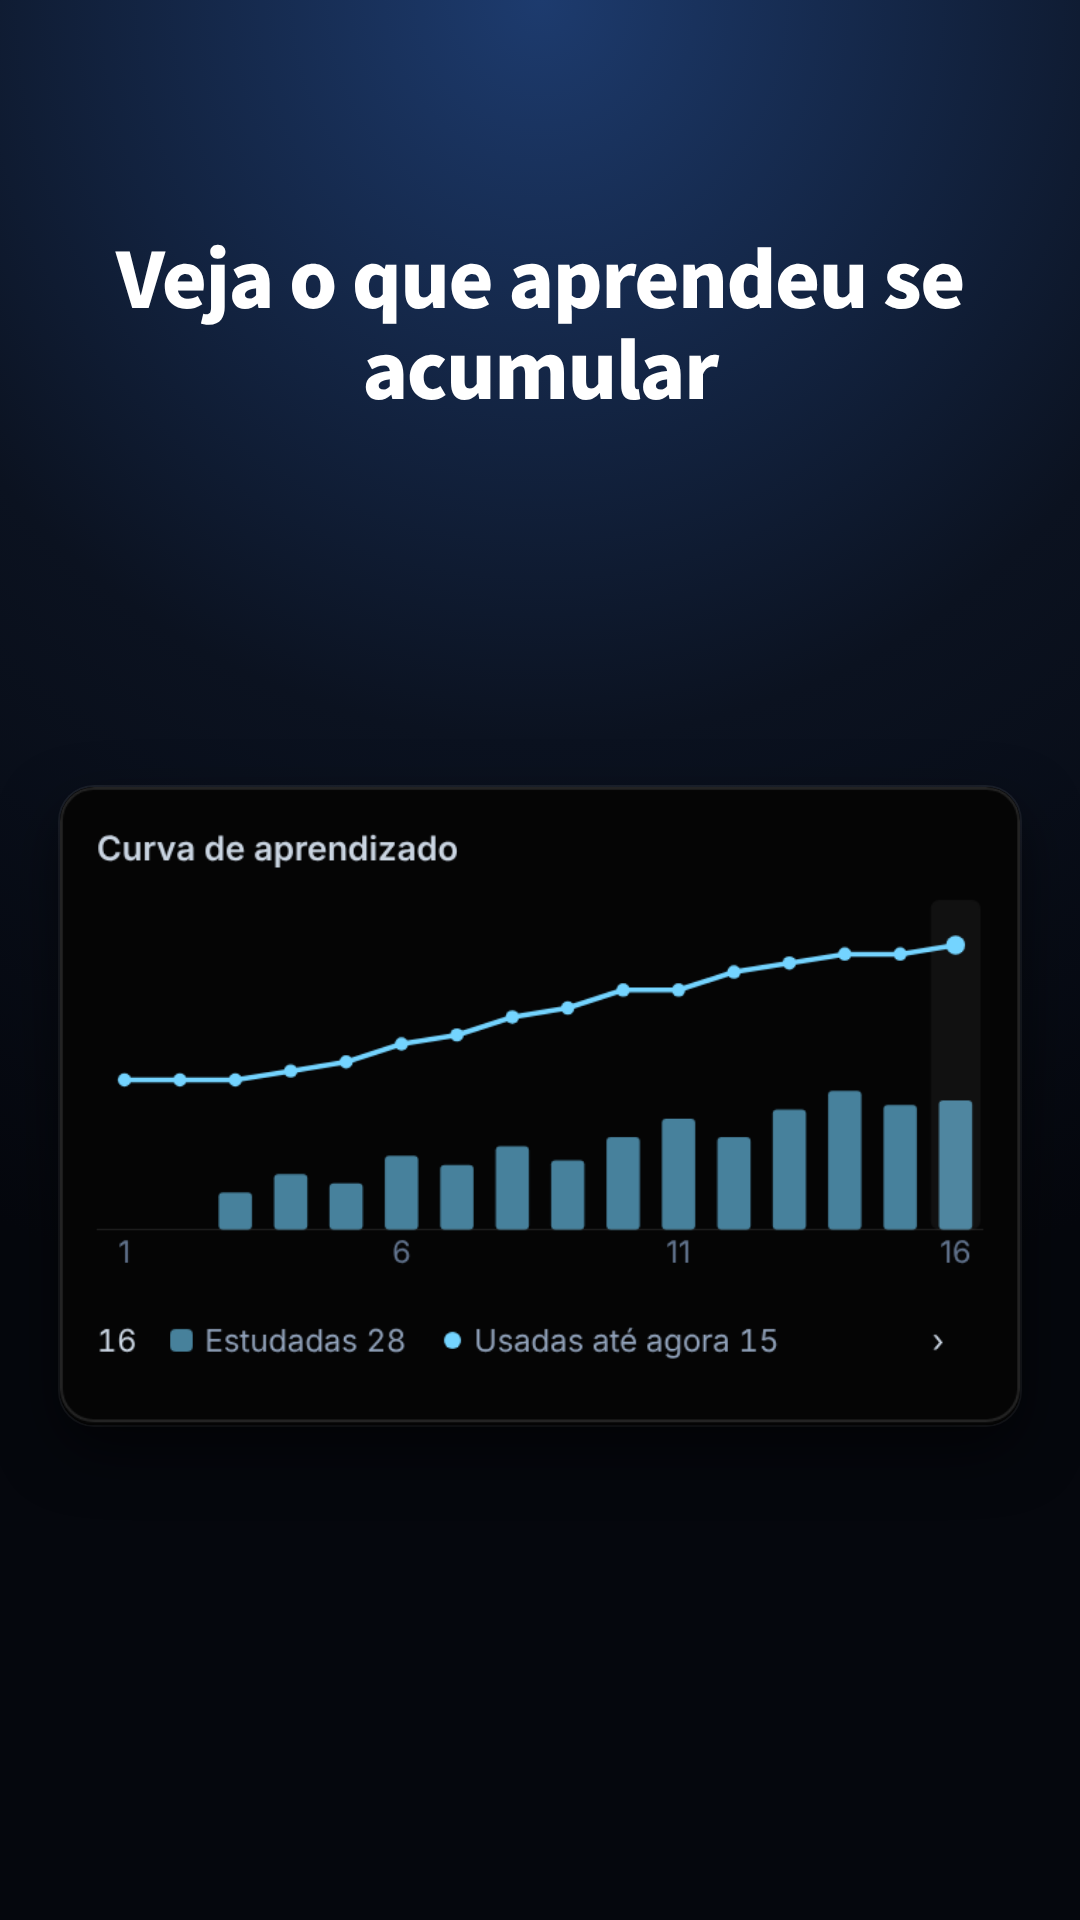 Veja o que aprendeu se
acumular
Curva de aprendizado
1 6 11 16
16 Estudadas 28 Usadas até agora 15 ›